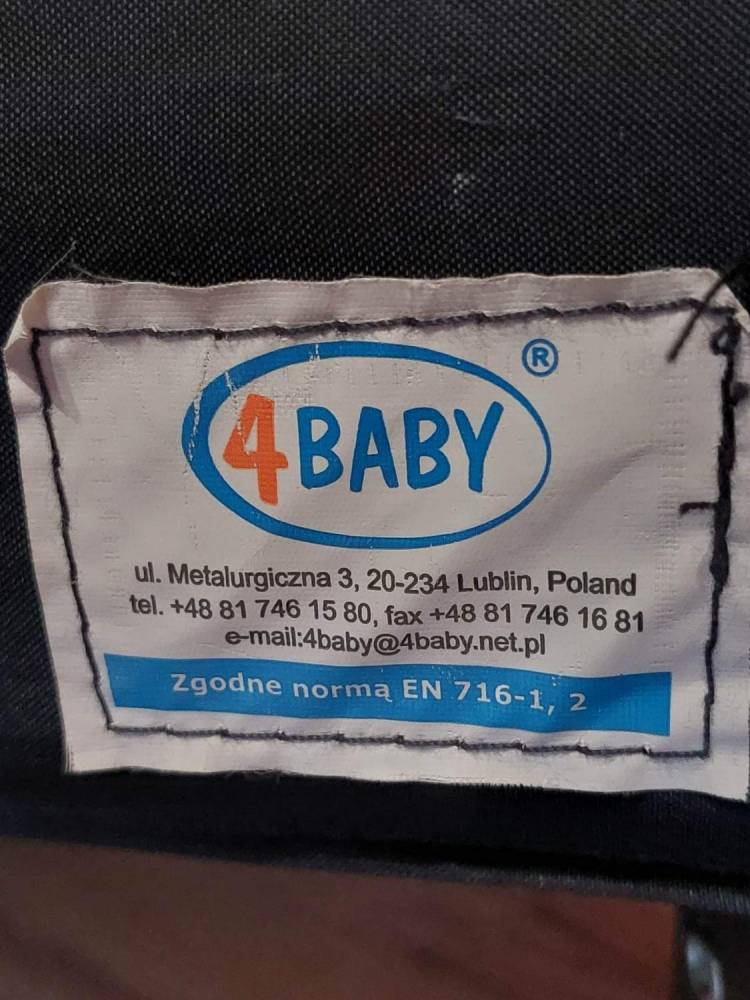 ®
4BABY
ul. Metalurgiczna 3, 20-234 Lublin, Poland
tel. +48 81 746 15 80, fax +48 81 746 16 81
e-mail:4baby@4baby.net.pl
Zgodne normą EN 716-1, 2